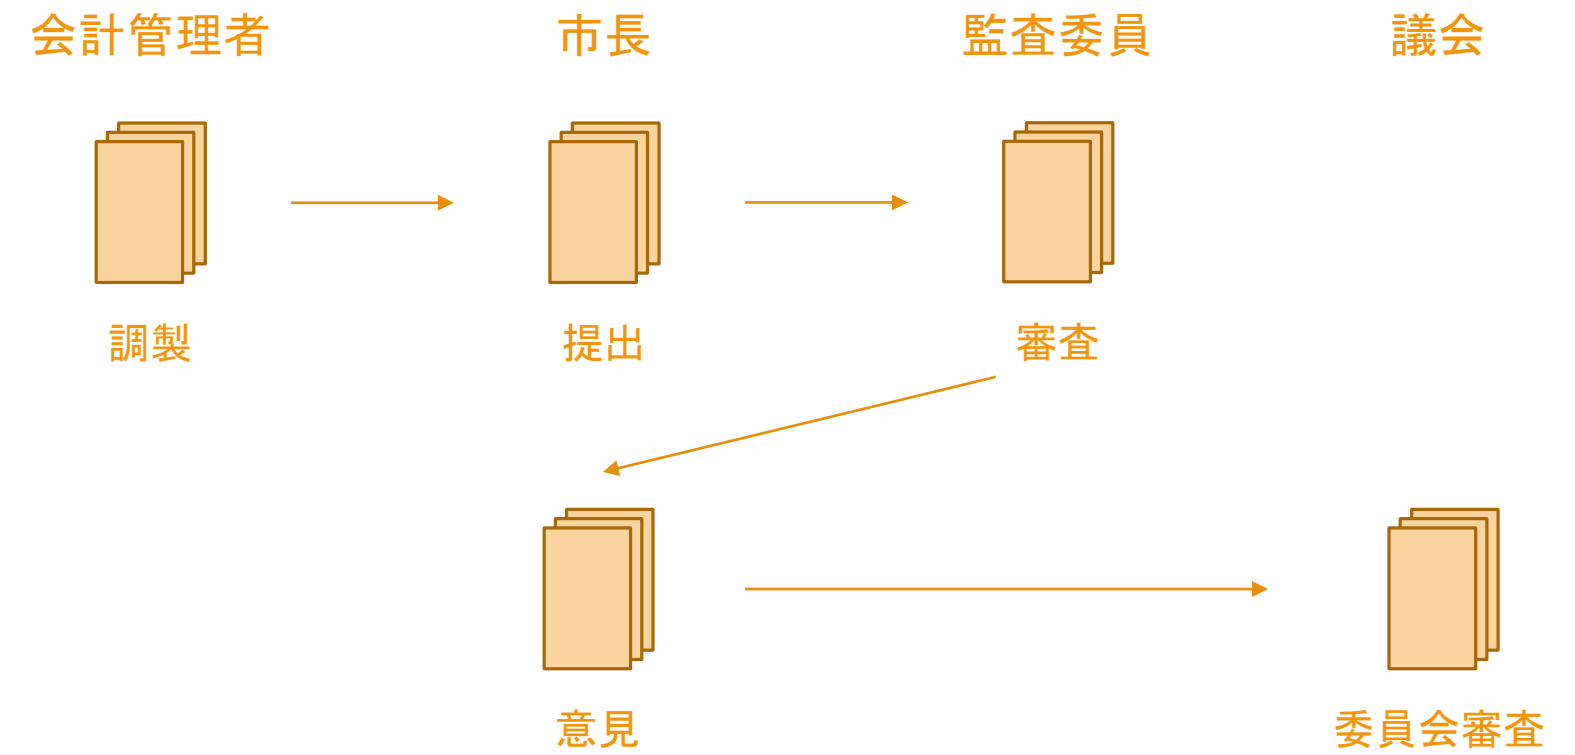 会計管理者
市長
監査委員
議会
調製
提出
審査
意見
委員会審査